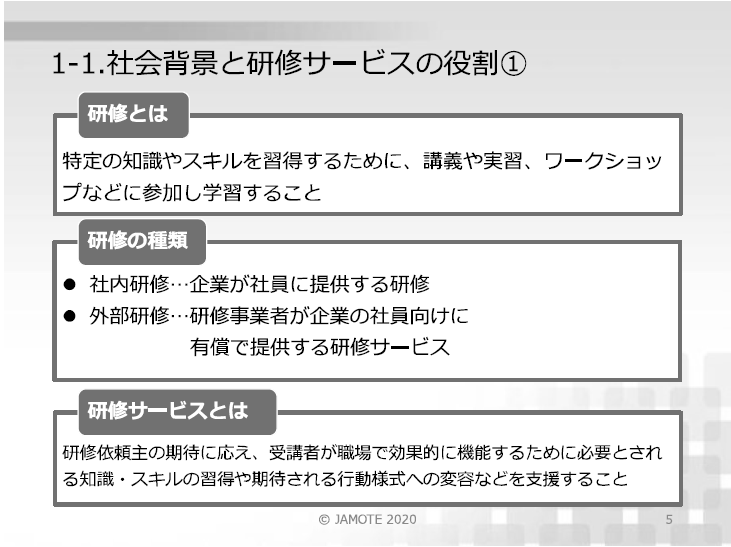 1-1.社会背景と研修サービスの役割①
研修とは
特定の知識やスキルを習得するために、講義や実習、ワークショッ
プなどに参加し学習すること
研修の種類
● 社内研修…企業が社員に提供する研修
● 外部研修…研修事業者が企業の社員向けに
有償で提供する研修サービス
研修サービスとは
研修依頼主の期待に応え、受講者が職場で効果的に機能するために必要とされ
る知識・スキルの習得や期待される行動様式への変容などを支援すること
© JAMOTE 2020
5